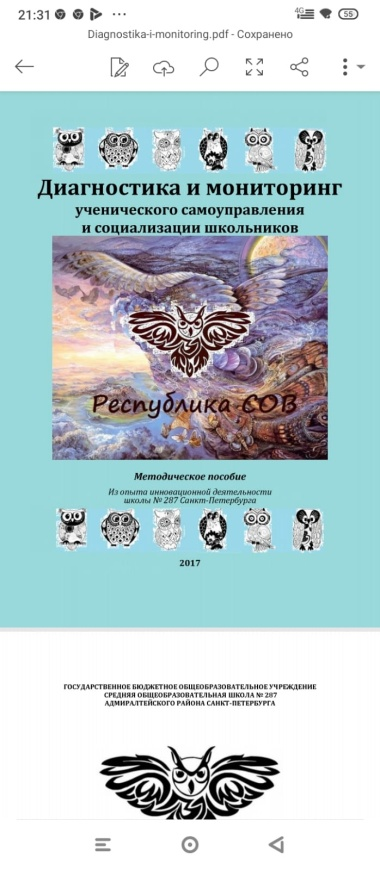 21:31
4G
55
Diagnostika-i-monitoring.pdf - Сохранено
Диагностика и мониторинг
ученического самоуправления
и социализации школьников
Республика СОВ
Методическое пособие
Из опыта инновационной деятельности
школы № 287 Санкт-Петербурга
2017
ГОСУДАРСТВЕННОЕ БЮДЖЕТНОЕ ОБЩЕОБРАЗОВАТЕЛЬНОЕ УЧРЕЖДЕНИЕ
СРЕДНЯЯ ОБЩЕОБРАЗОВАТЕЛЬНАЯ ШКОЛА № 287
АДМИРАЛТЕЙСКОГО РАЙОНА САНКТ-ПЕТЕРБУРГА